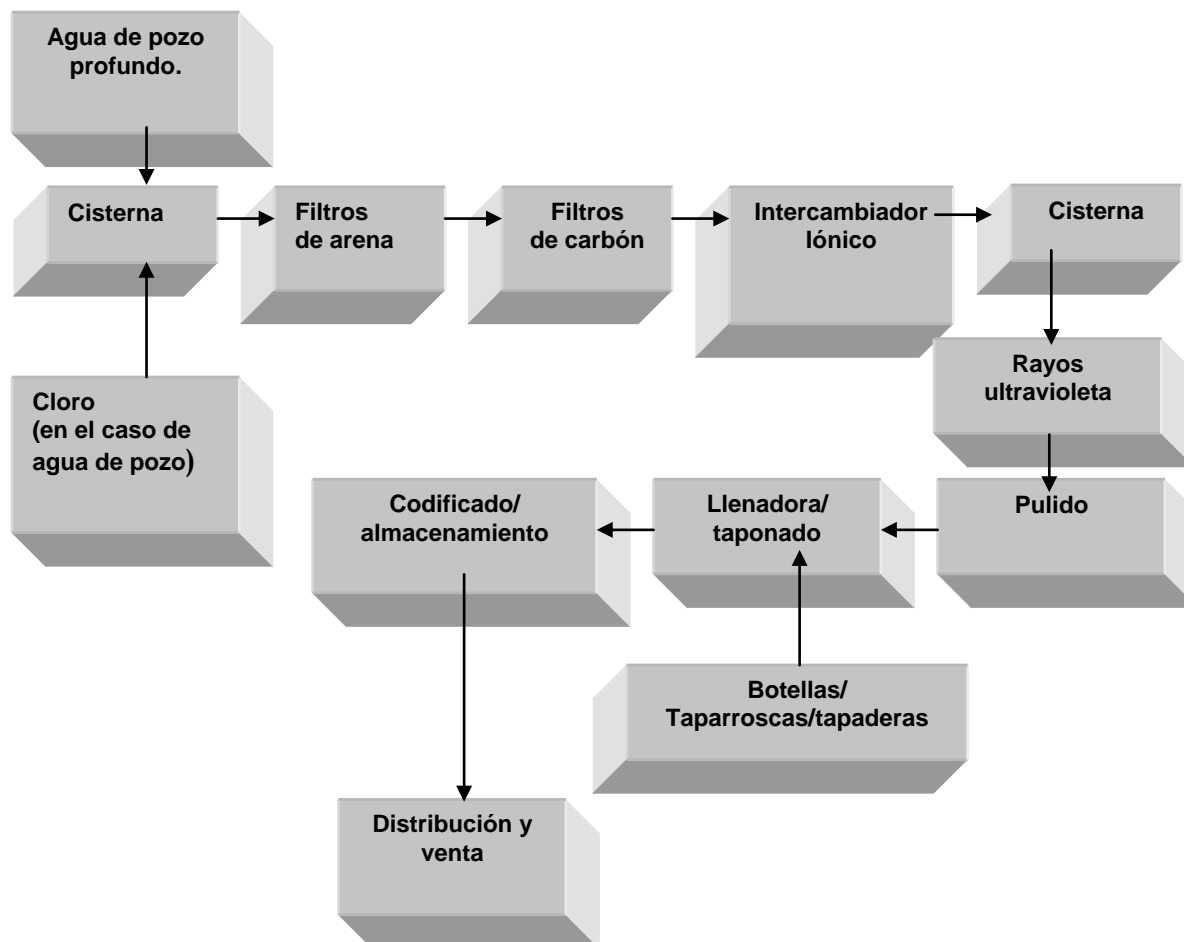 Agua de pozo
profundo.
Cisterna
Filtros
de arena
Filtros
de carbón
Intercambiador
Iónico
Cisterna
Cloro
(en el caso de
agua de pozo)
Rayos
ultravioleta
Codificado/
almacenamiento
Llenadora/
taponado
Pulido
Botellas/
Taparroscas/tapaderas
Distribución y
venta